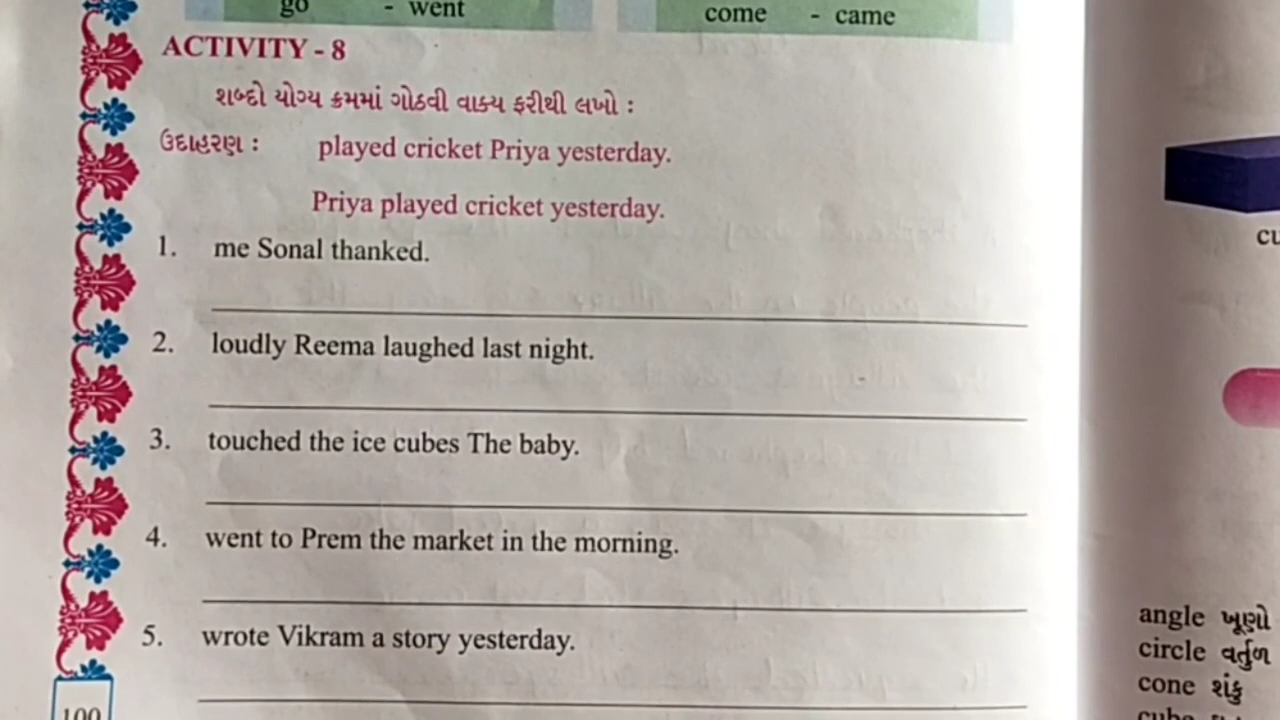 go - went
come - came
ACTIVITY - 8
શબ્દો યોગ્ય ક્રમમાં ગોઠવી વાક્ય ફરીથી લખો :
ઉદાહરણ : played cricket Priya yesterday.
Priya played cricket yesterday.
1. me Sonal thanked.
2. loudly Reema laughed last night.
3. touched the ice cubes The baby.
4. went to Prem the market in the morning.
5. wrote Vikram a story yesterday.
100
angle ખૂણો
circle વર્તુળ
cone શંકુ